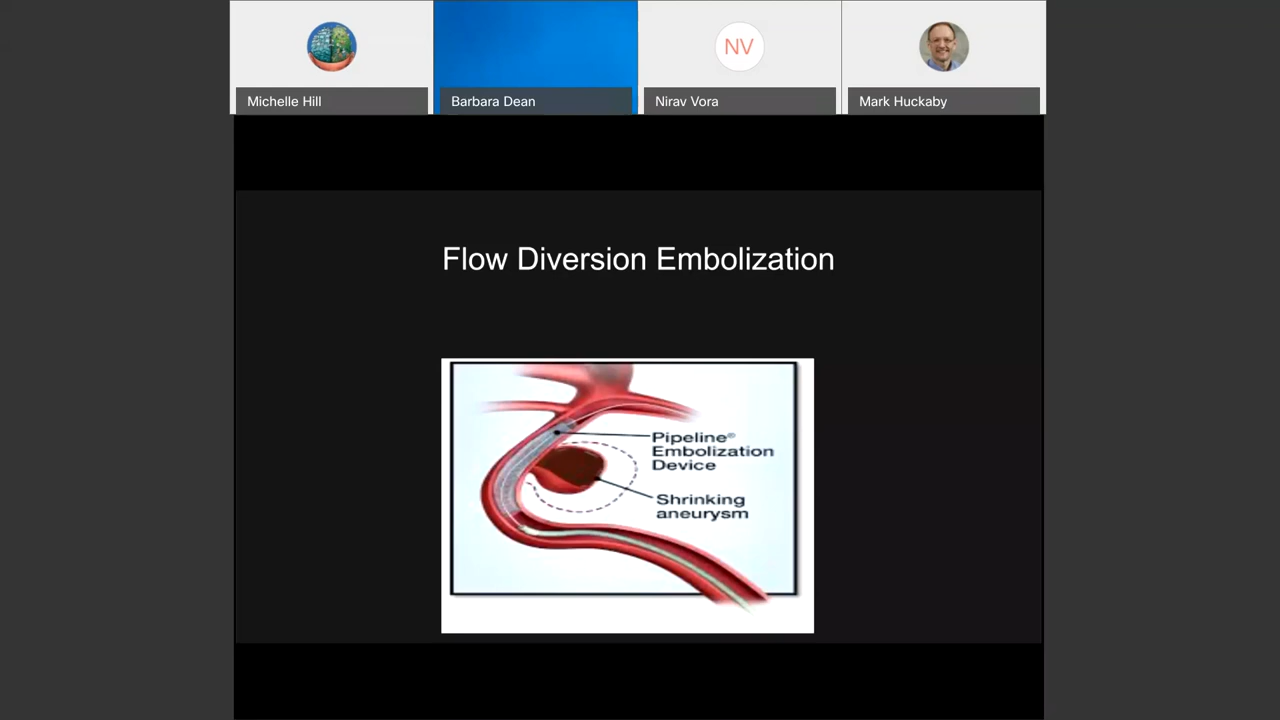 Michelle Hill
Barbara Dean
NV
Nirav Vora
Mark Huckaby
Flow Diversion Embolization
Pipeline®
Embolization
Device
Shrinking
aneurysm